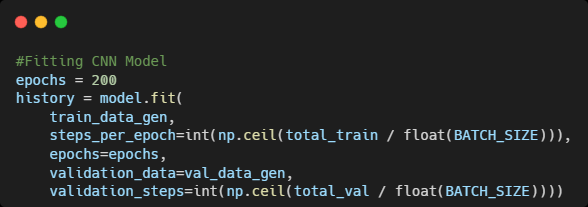 #Fitting CNN Model
epochs = 200
history = model.fit(
    train_data_gen,
    steps_per_epoch=int(np.ceil(total_train / float(BATCH_SIZE))),
    epochs=epochs,
    validation_data=val_data_gen,
    validation_steps=int(np.ceil(total_val / float(BATCH_SIZE))))